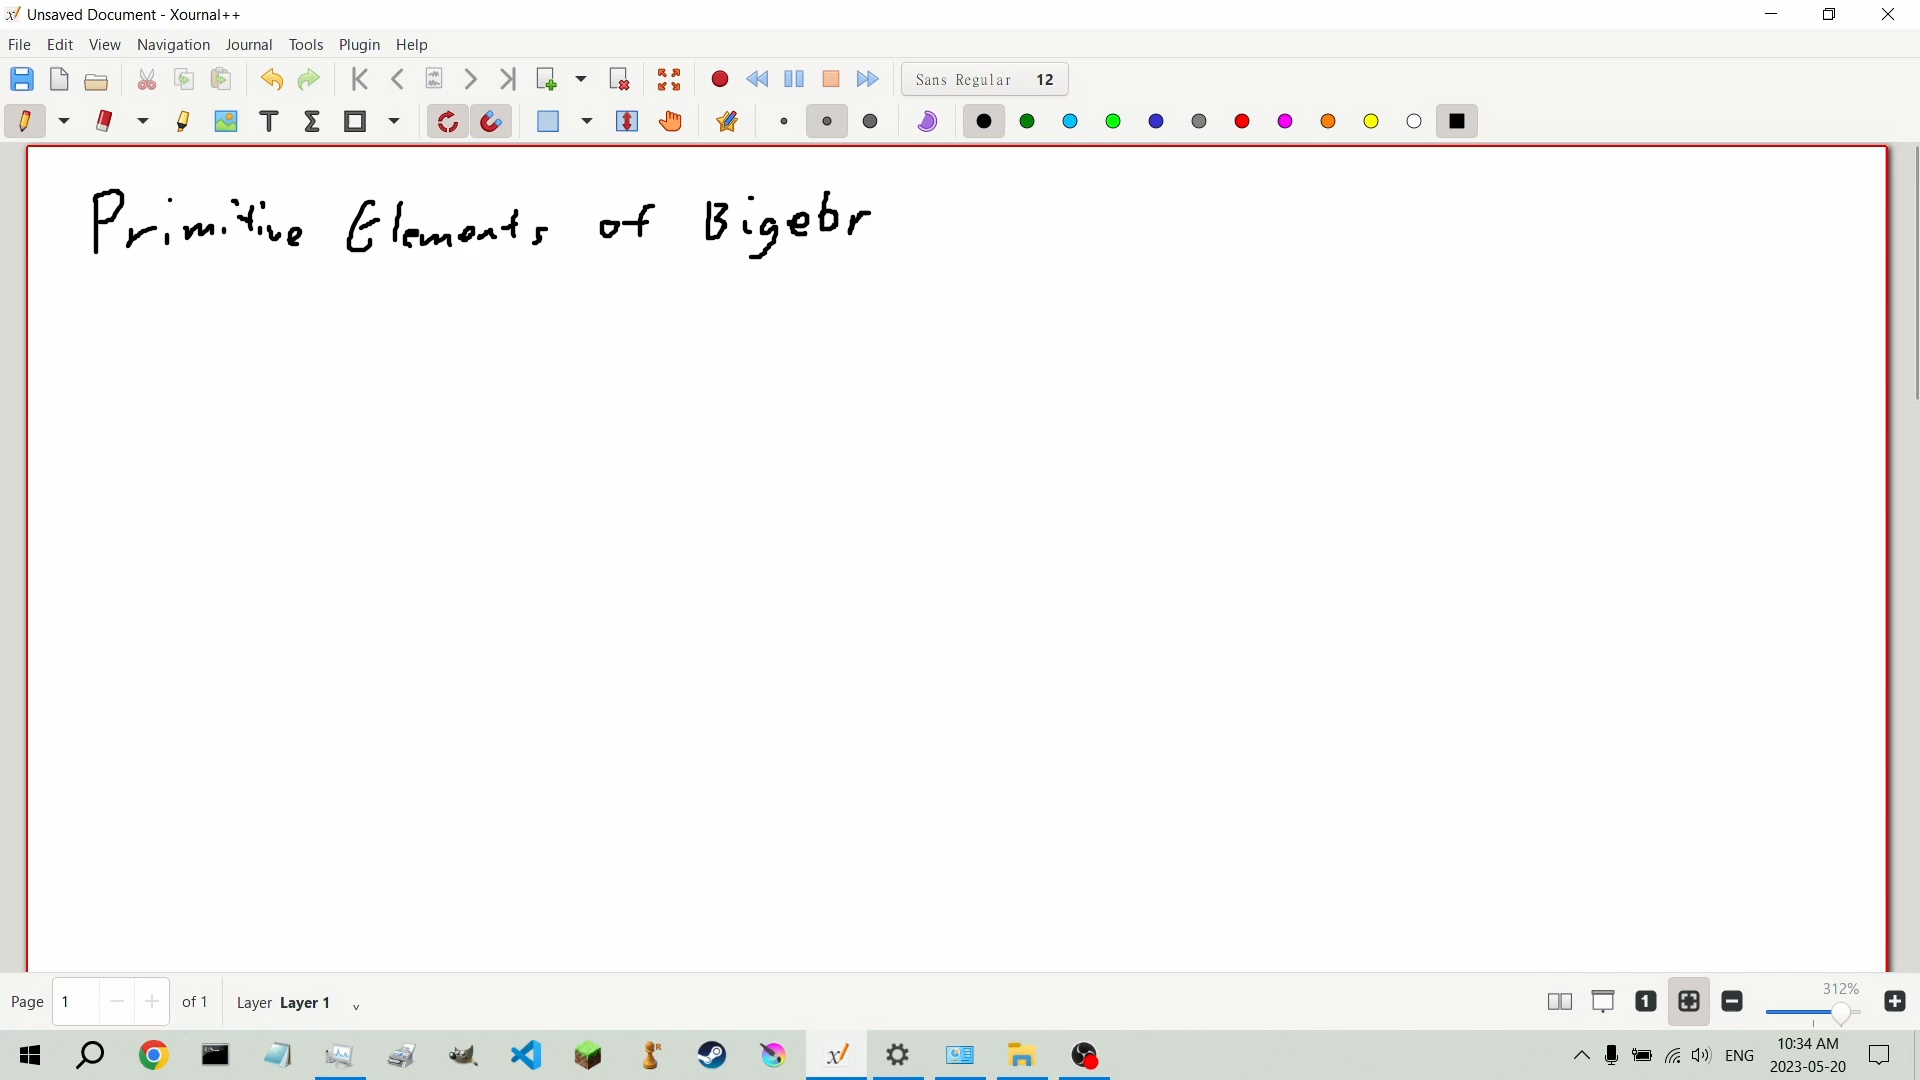 Unsaved Document - Xournal++
File Edit View Navigation Journal Tools Plugin Help
Sans Regular 12
Primitive Elements of Bigebr
Page 1 of 1 Layer Layer 1 312%
ENG 10:34 AM
2023-05-20